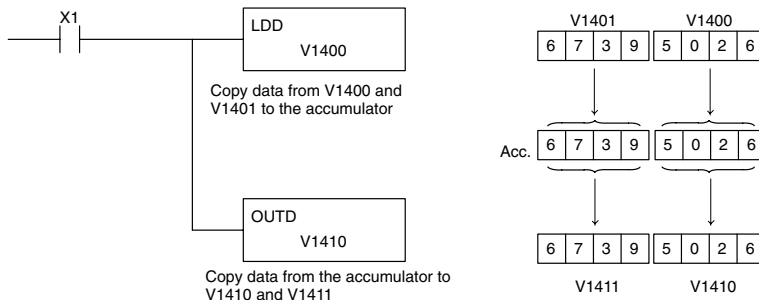 X1
LDD
V1400
Copy data from V1400 and
V1401 to the accumulator
OUTD
V1410
Copy data from the accumulator to
V1410 and V1411
V1401 V1400
6 7 3 9 5 0 2 6
Acc. 6 7 3 9 5 0 2 6
6 7 3 9 5 0 2 6
V1411 V1410